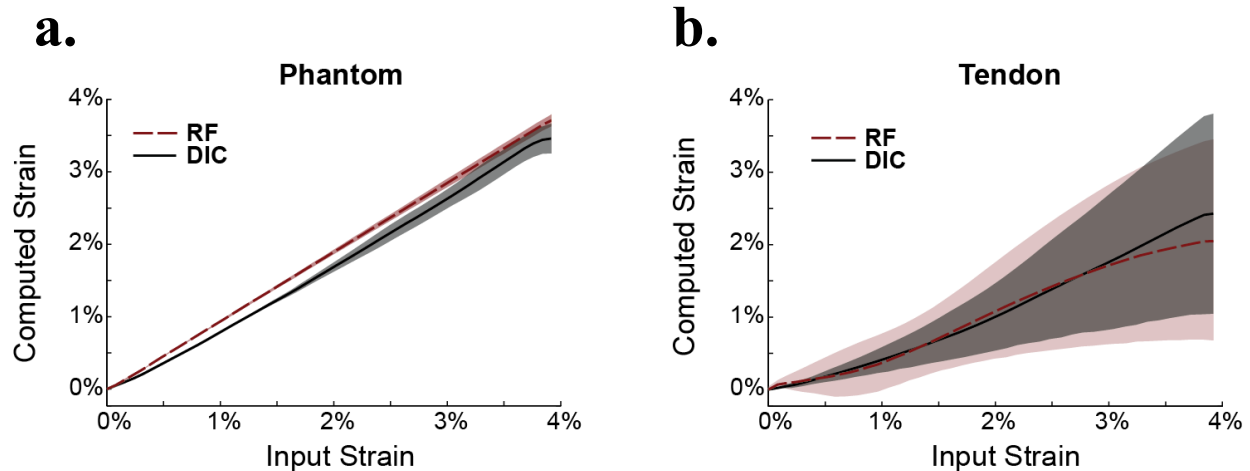 a.
Phantom
4%
3%
2%
1%
0%
Computed Strain
RF
DIC
0%
1%
2%
3%
4%
Input Strain
b.
Tendon
4%
3%
2%
1%
0%
Computed Strain
RF
DIC
0%
1%
2%
3%
4%
Input Strain